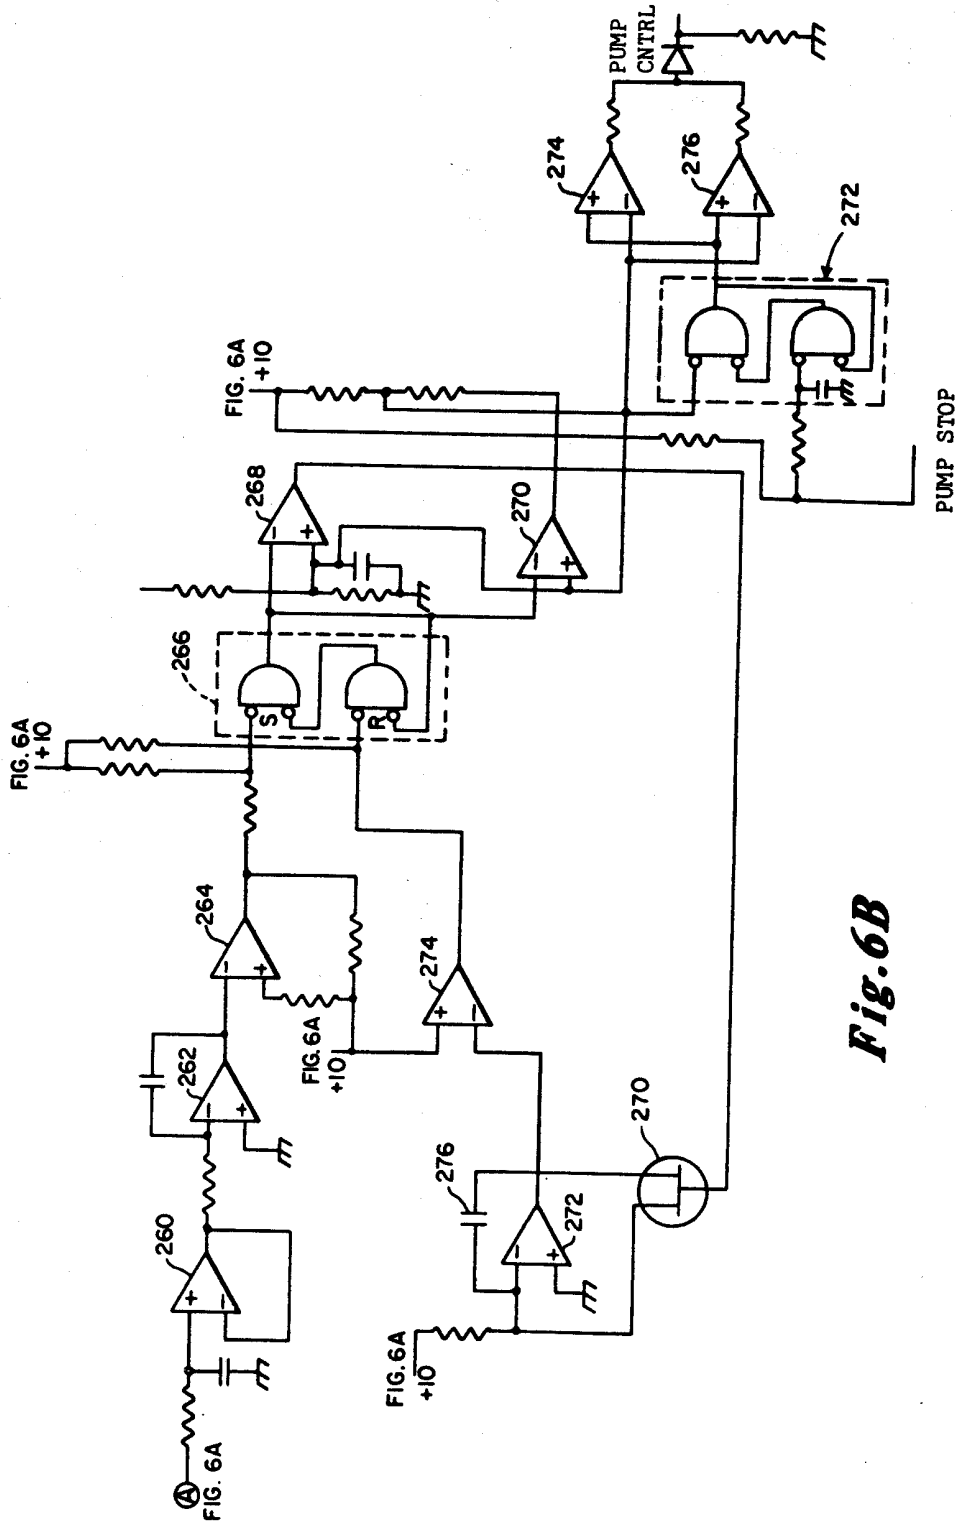 PUMP
CNTRL
274
276
272
FIG. 6A
+10
268
270
PUMP STOP
266
S
R
FIG. 6A
+10
264
274
FIG. 6A
+10
262
260
276
272
270
FIG. 6A
+10
A
FIG. 6A
Fig. 6B